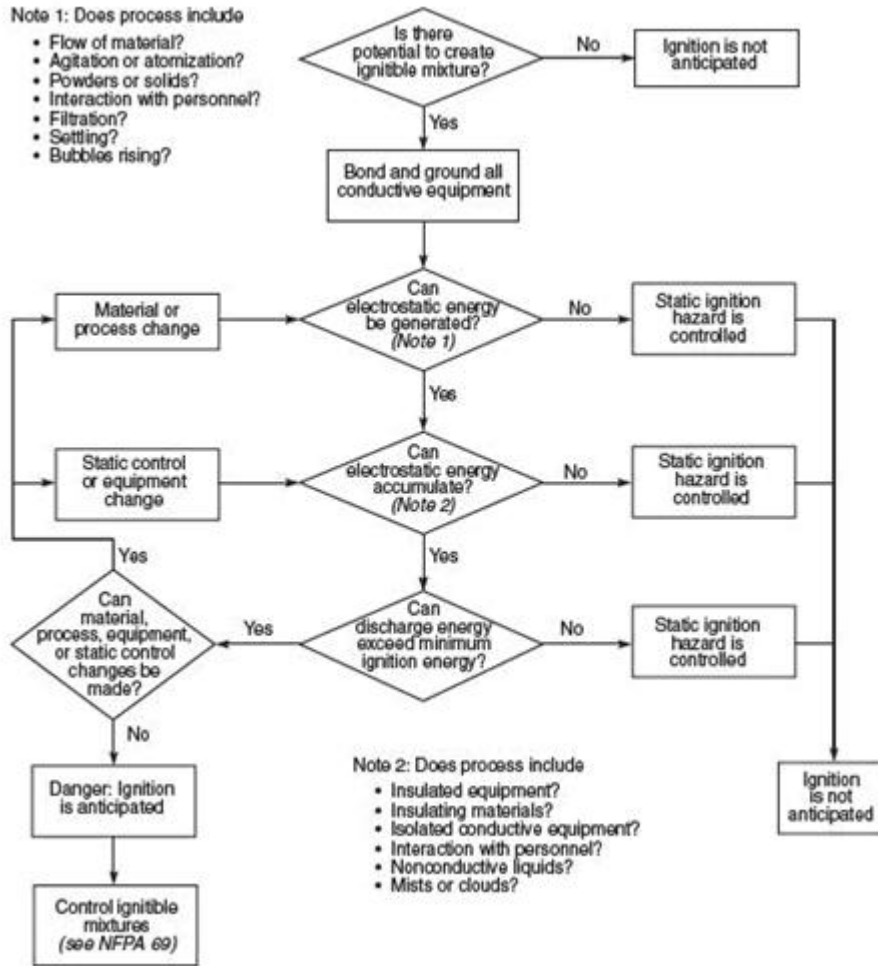 Note 1: Does process include
• Flow of material?
• Agitation or atomization?
• Powders or solids?
• Interaction with personnel?
• Filtration?
• Settling?
• Bubbles rising?
Is there
potential to create
ignitible mixture?
No
Ignition is not
anticipated
Yes
Bond and ground all
conductive equipment
Material or
process change
Can
electrostatic energy
be generated?
(Note 1)
No
Static ignition
hazard is
controlled
Yes
Static control
or equipment
change
Can
electrostatic energy
accumulate?
(Note 2)
No
Static ignition
hazard is
controlled
Yes
Yes
Can
material,
process, equipment,
or static control
changes be
made?
Yes
Can
discharge energy
exceed minimum
ignition energy?
No
Static ignition
hazard is
controlled
No
Danger: Ignition
is anticipated
Control ignitible
mixtures
(see NFPA 69)
Note 2: Does process include
• Insulated equipment?
• Insulating materials?
• Isolated conductive equipment?
• Interaction with personnel?
• Nonconductive liquids?
• Mists or clouds?
Ignition
is not
anticipated